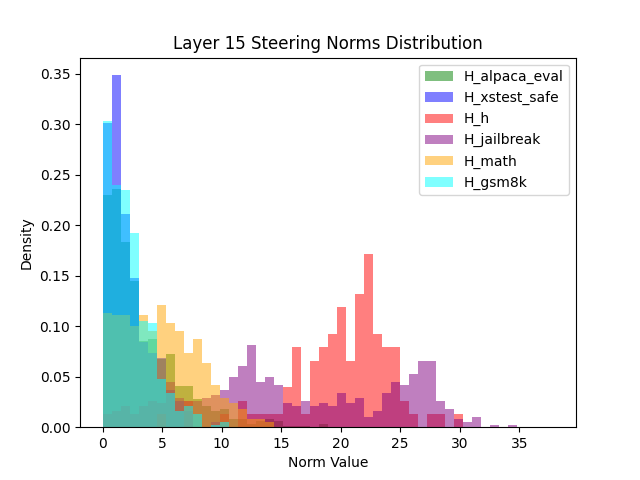 Layer 15 Steering Norms Distribution
H_alpaca_eval
H_xstest_safe
H_h
H_jailbreak
H_math
H_gsm8k
0.35
0.30
0.25
0.20
0.15
0.10
0.05
0.00
Density
0 5 10 15 20 25 30 35
Norm Value